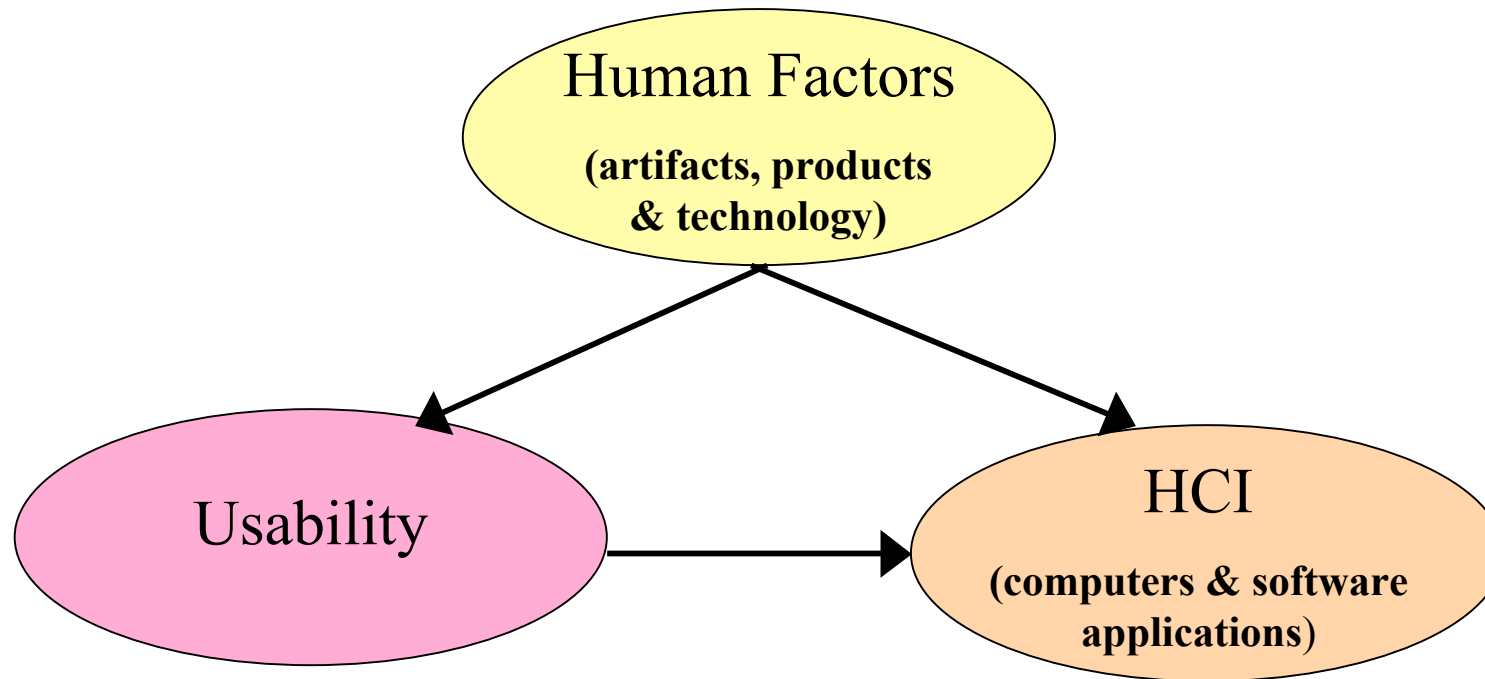 Human Factors
(artifacts, products
& technology)
Usability
HCI
(computers & software
applications)